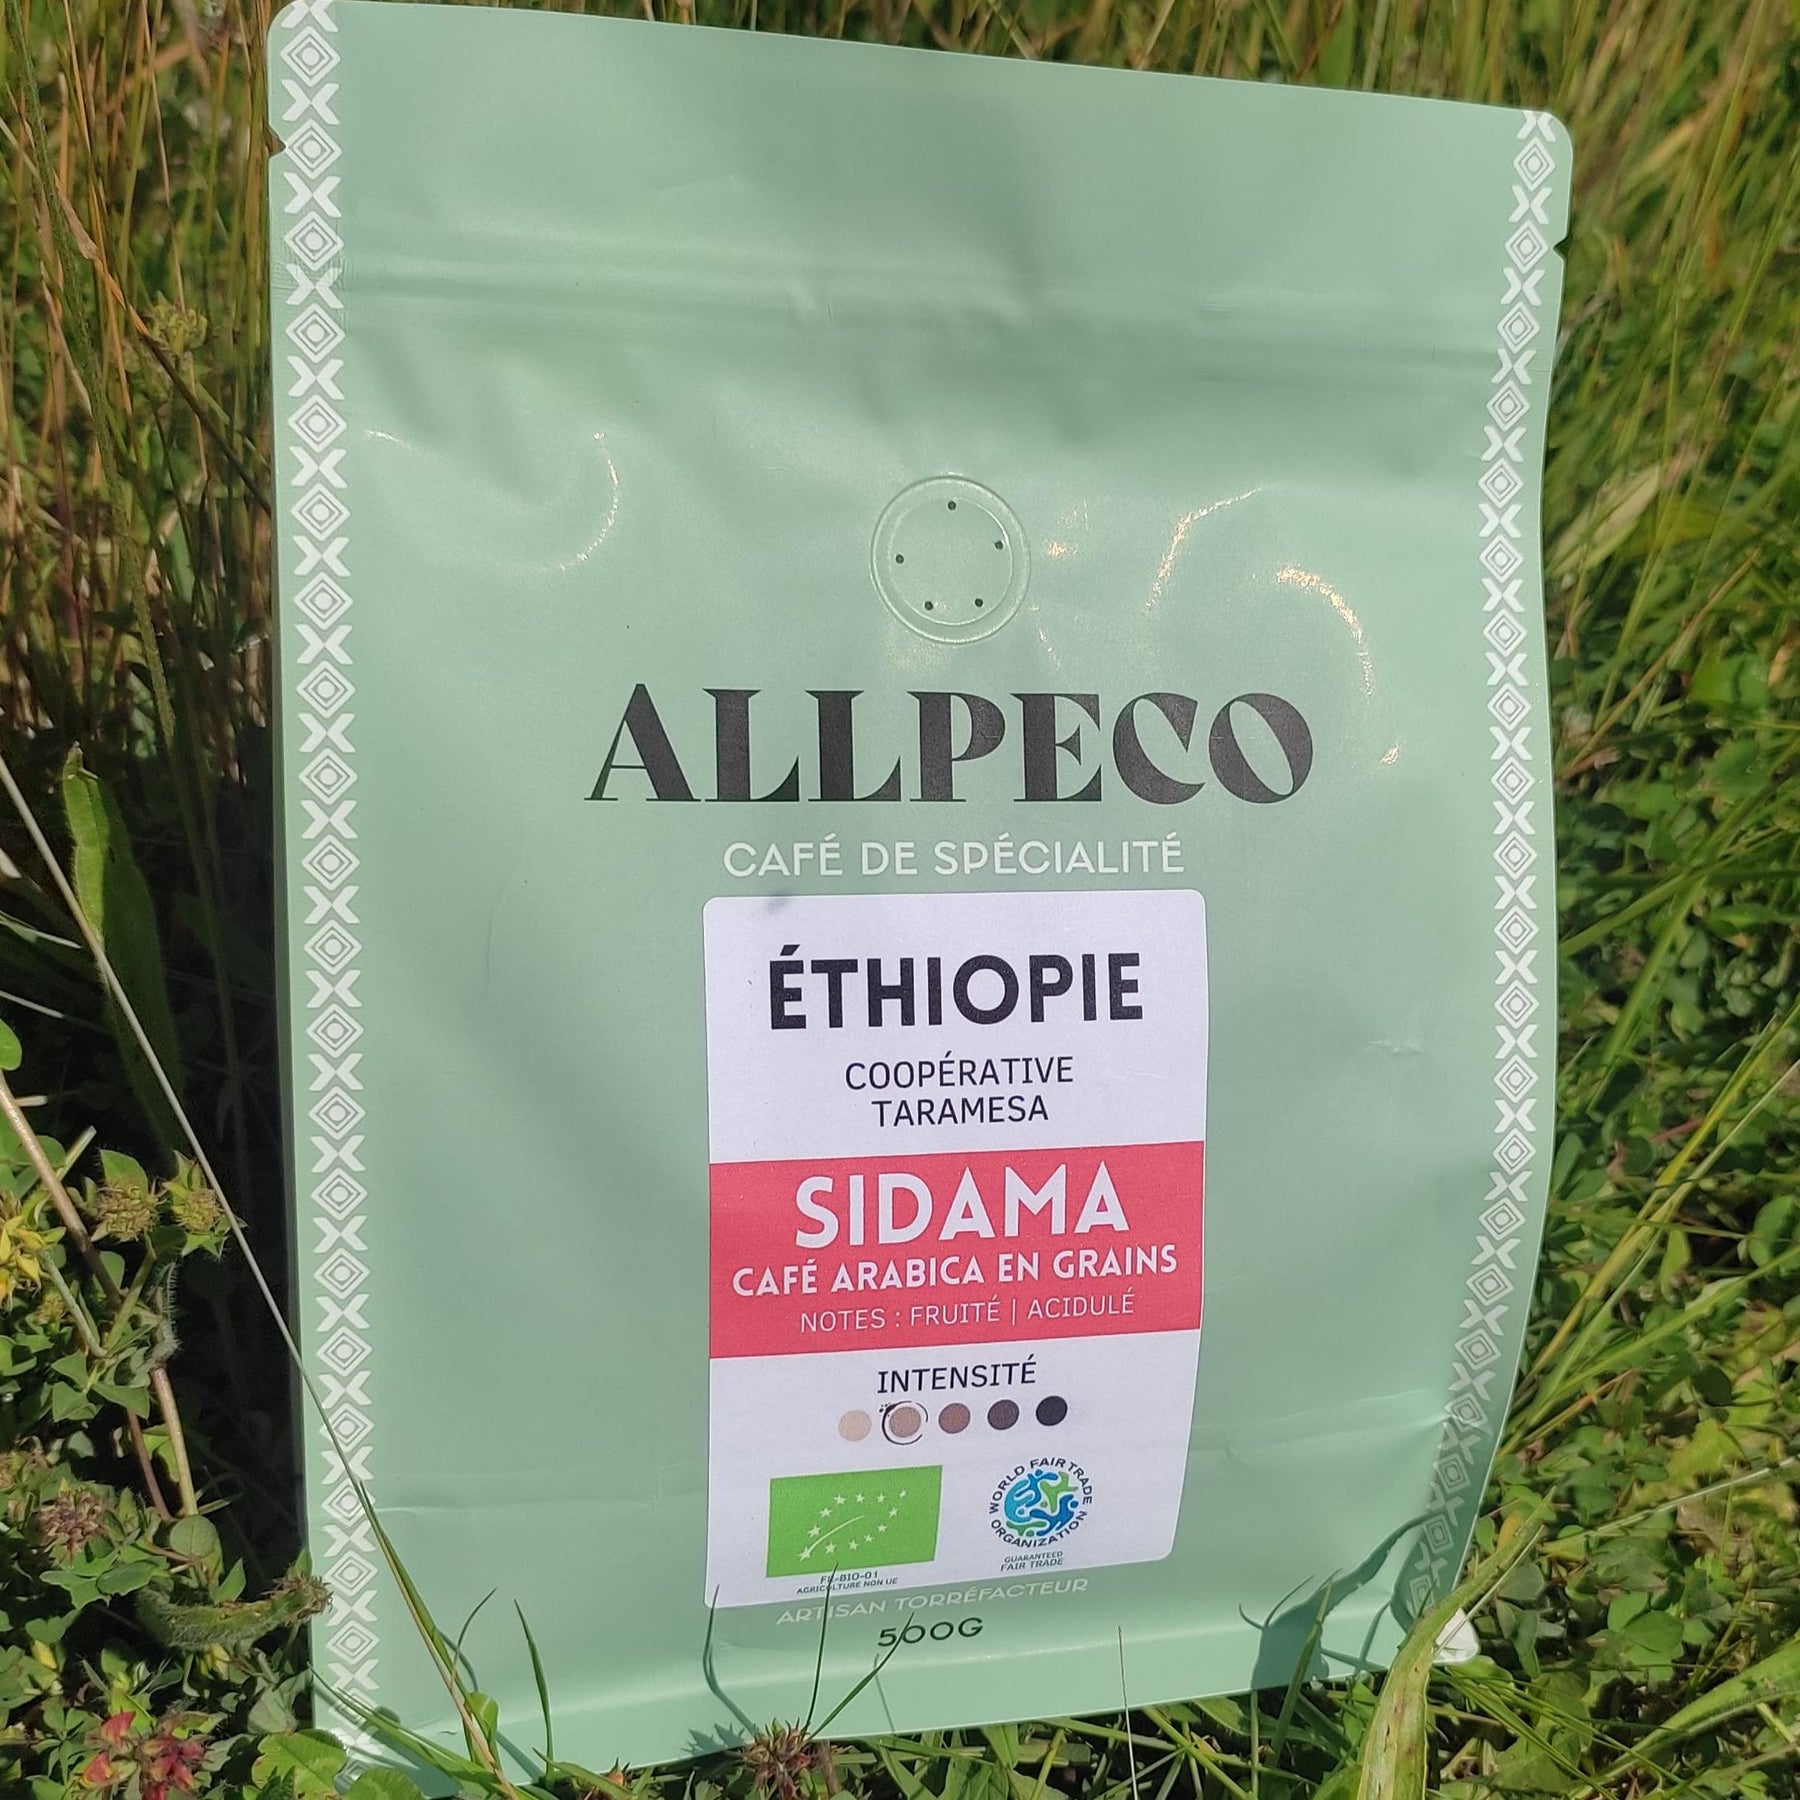 ALLPECO
CAFÉ DE SPÉCIALITÉ
ÉTHIOPIE
COOPÉRATIVE
TARAMESA
SIDAMA
CAFÉ ARABICA EN GRAINS
NOTES : FRUITÉ | ACIDULÉ
INTENSITÉ
WORLD FAIR TRADE ORGANIZATION
GUARANTEED
FAIR TRADE
FR-BIO-01
AGRICULTURE NON UE
ARTISAN TORRÉFACTEUR
500G